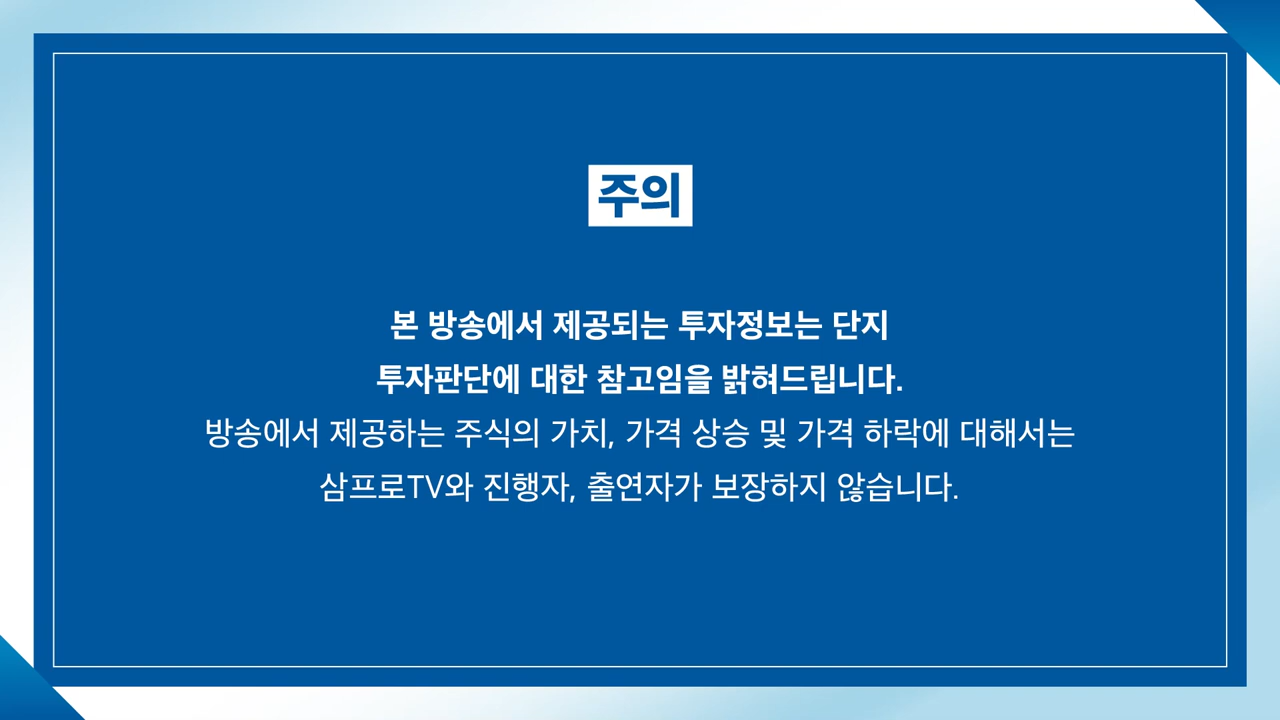 주의
본 방송에서 제공되는 투자정보는 단지
투자판단에 대한 참고임을 밝혀드립니다.
방송에서 제공하는 주식의 가치, 가격 상승 및 가격 하락에 대해서는
삼프로TV와 진행자, 출연자가 보장하지 않습니다.